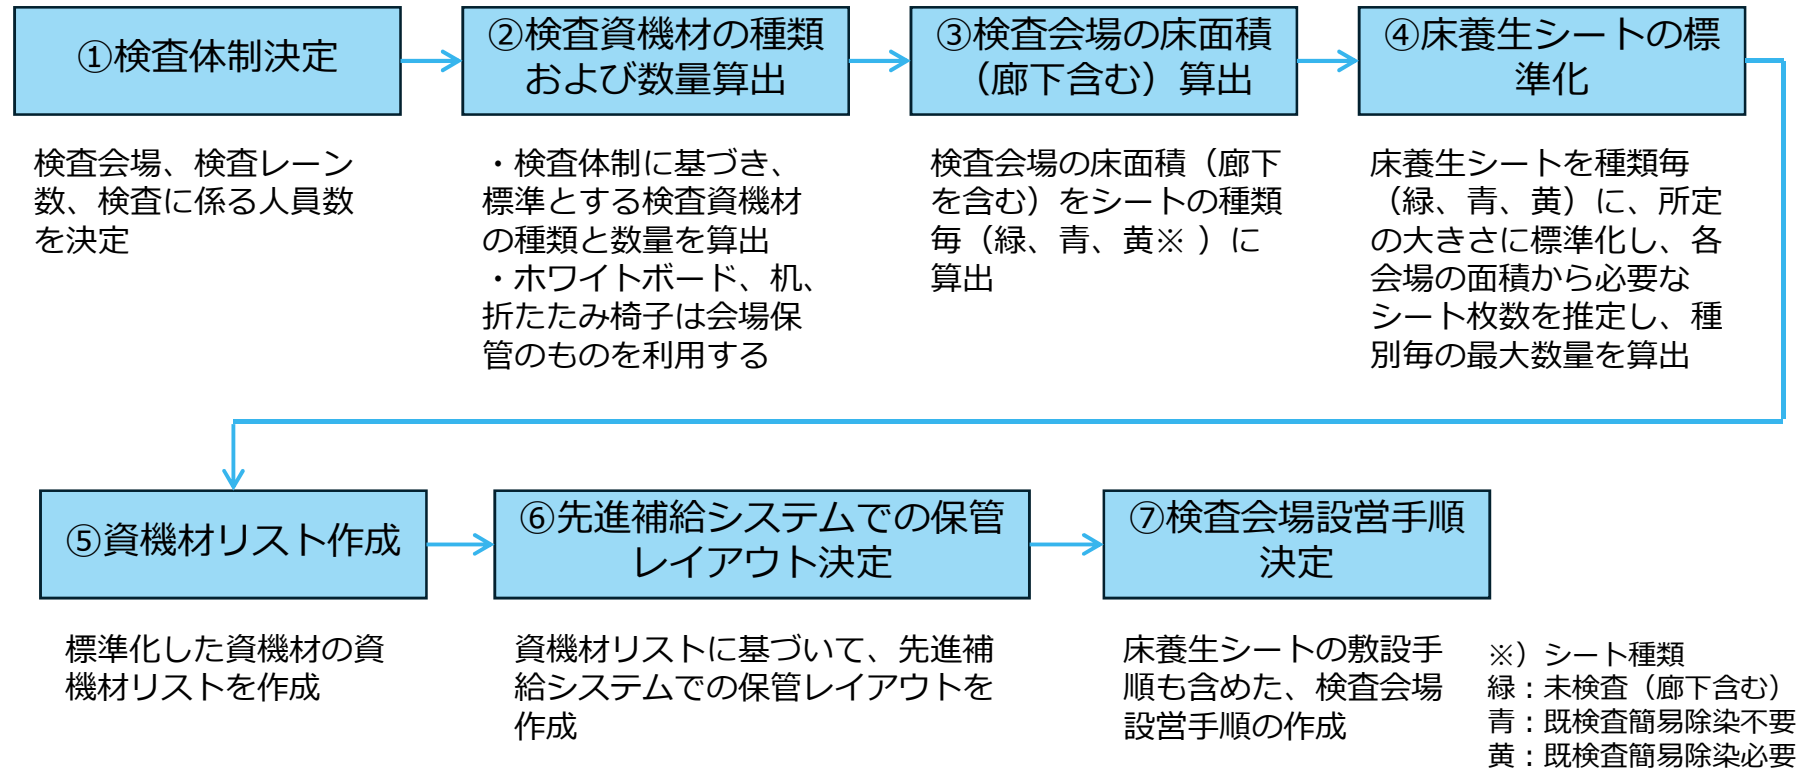 ①検査体制決定
検査会場、検査レーン
数、検査に係る人員数
を決定
②検査資機材の種類
および数量算出
・検査体制に基づき、
標準とする検査資機材
の種類と数量を算出
・ホワイトボード、机、
折たたみ椅子は会場保
管のものを利用する
③検査会場の床面積
（廊下含む）算出
検査会場の床面積（廊下
を含む）をシートの種類
毎（緑、青、黄※ ）に
算出
④床養生シートの標
準化
床養生シートを種類毎
（緑、青、黄）に、所定
の大きさに標準化し、各
会場の面積から必要な
シート枚数を推定し、種
別毎の最大数量を算出
⑤資機材リスト作成
標準化した資機材の資
機材リストを作成
⑥先進補給システムでの保管
レイアウト決定
資機材リストに基づいて、先進補
給システムでの保管レイアウトを
作成
⑦検査会場設営手順
決定
床養生シートの敷設手
順も含めた、検査会場
設営手順の作成
※）シート種類
緑：未検査（廊下含む）
青：既検査簡易除染不要
黄：既検査簡易除染必要